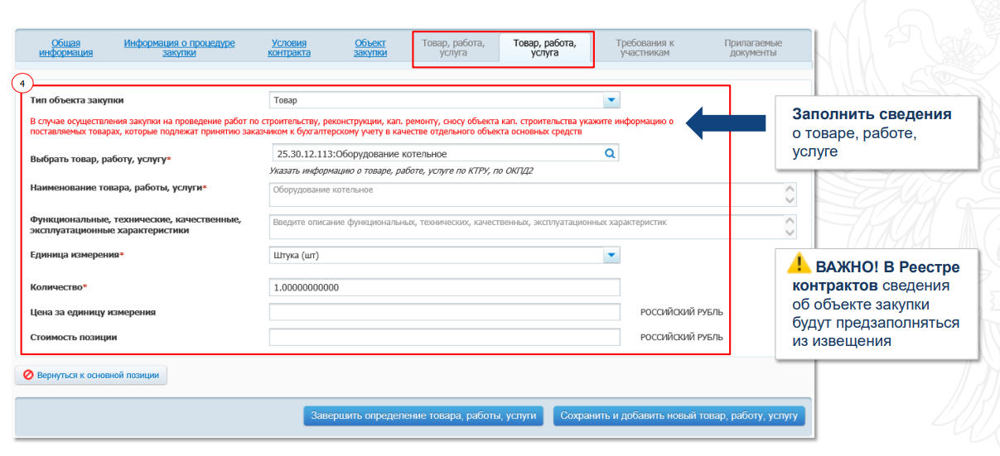 Общая информация
Информация о процедуре закупки
Условия контракта
Объект закупки
Товар, работа, услуга
Товар, работа, услуга
Требования к участникам
Прилагаемые документы
4
Тип объекта закупки
Товар
В случае осуществления закупки на проведение работ по строительству, реконструкции, кап. ремонту, сносу объекта кап. строительства укажите информацию о
поставляемых товарах, которые подлежат принятию заказчиком к бухгалтерскому учету в качестве отдельного объекта основных средств
Выбрать товар, работу, услугу*
25.30.12.113:Оборудование котельное
Указать информацию о товаре, работе, услуге по КТРУ, по ОКПД2
Наименование товара, работы, услуги*
Оборудование котельное
Функциональные, технические, качественные,
эксплуатационные характеристики
Введите описание функциональных, технических, качественных, эксплуатационных характеристик
Единица измерения*
Штука (шт)
Количество*
1.00000000000
Цена за единицу измерения
РОССИЙСКИЙ РУБЛЬ
Стоимость позиции
РОССИЙСКИЙ РУБЛЬ
Вернуться к основной позиции
Завершить определение товара, работы, услуги
Сохранить и добавить новый товар, работу, услугу
Заполнить сведения
о товаре, работе,
услуге
ВАЖНО! В Реестре
контрактов сведения
об объекте закупки
будут предзаполняться
из извещения